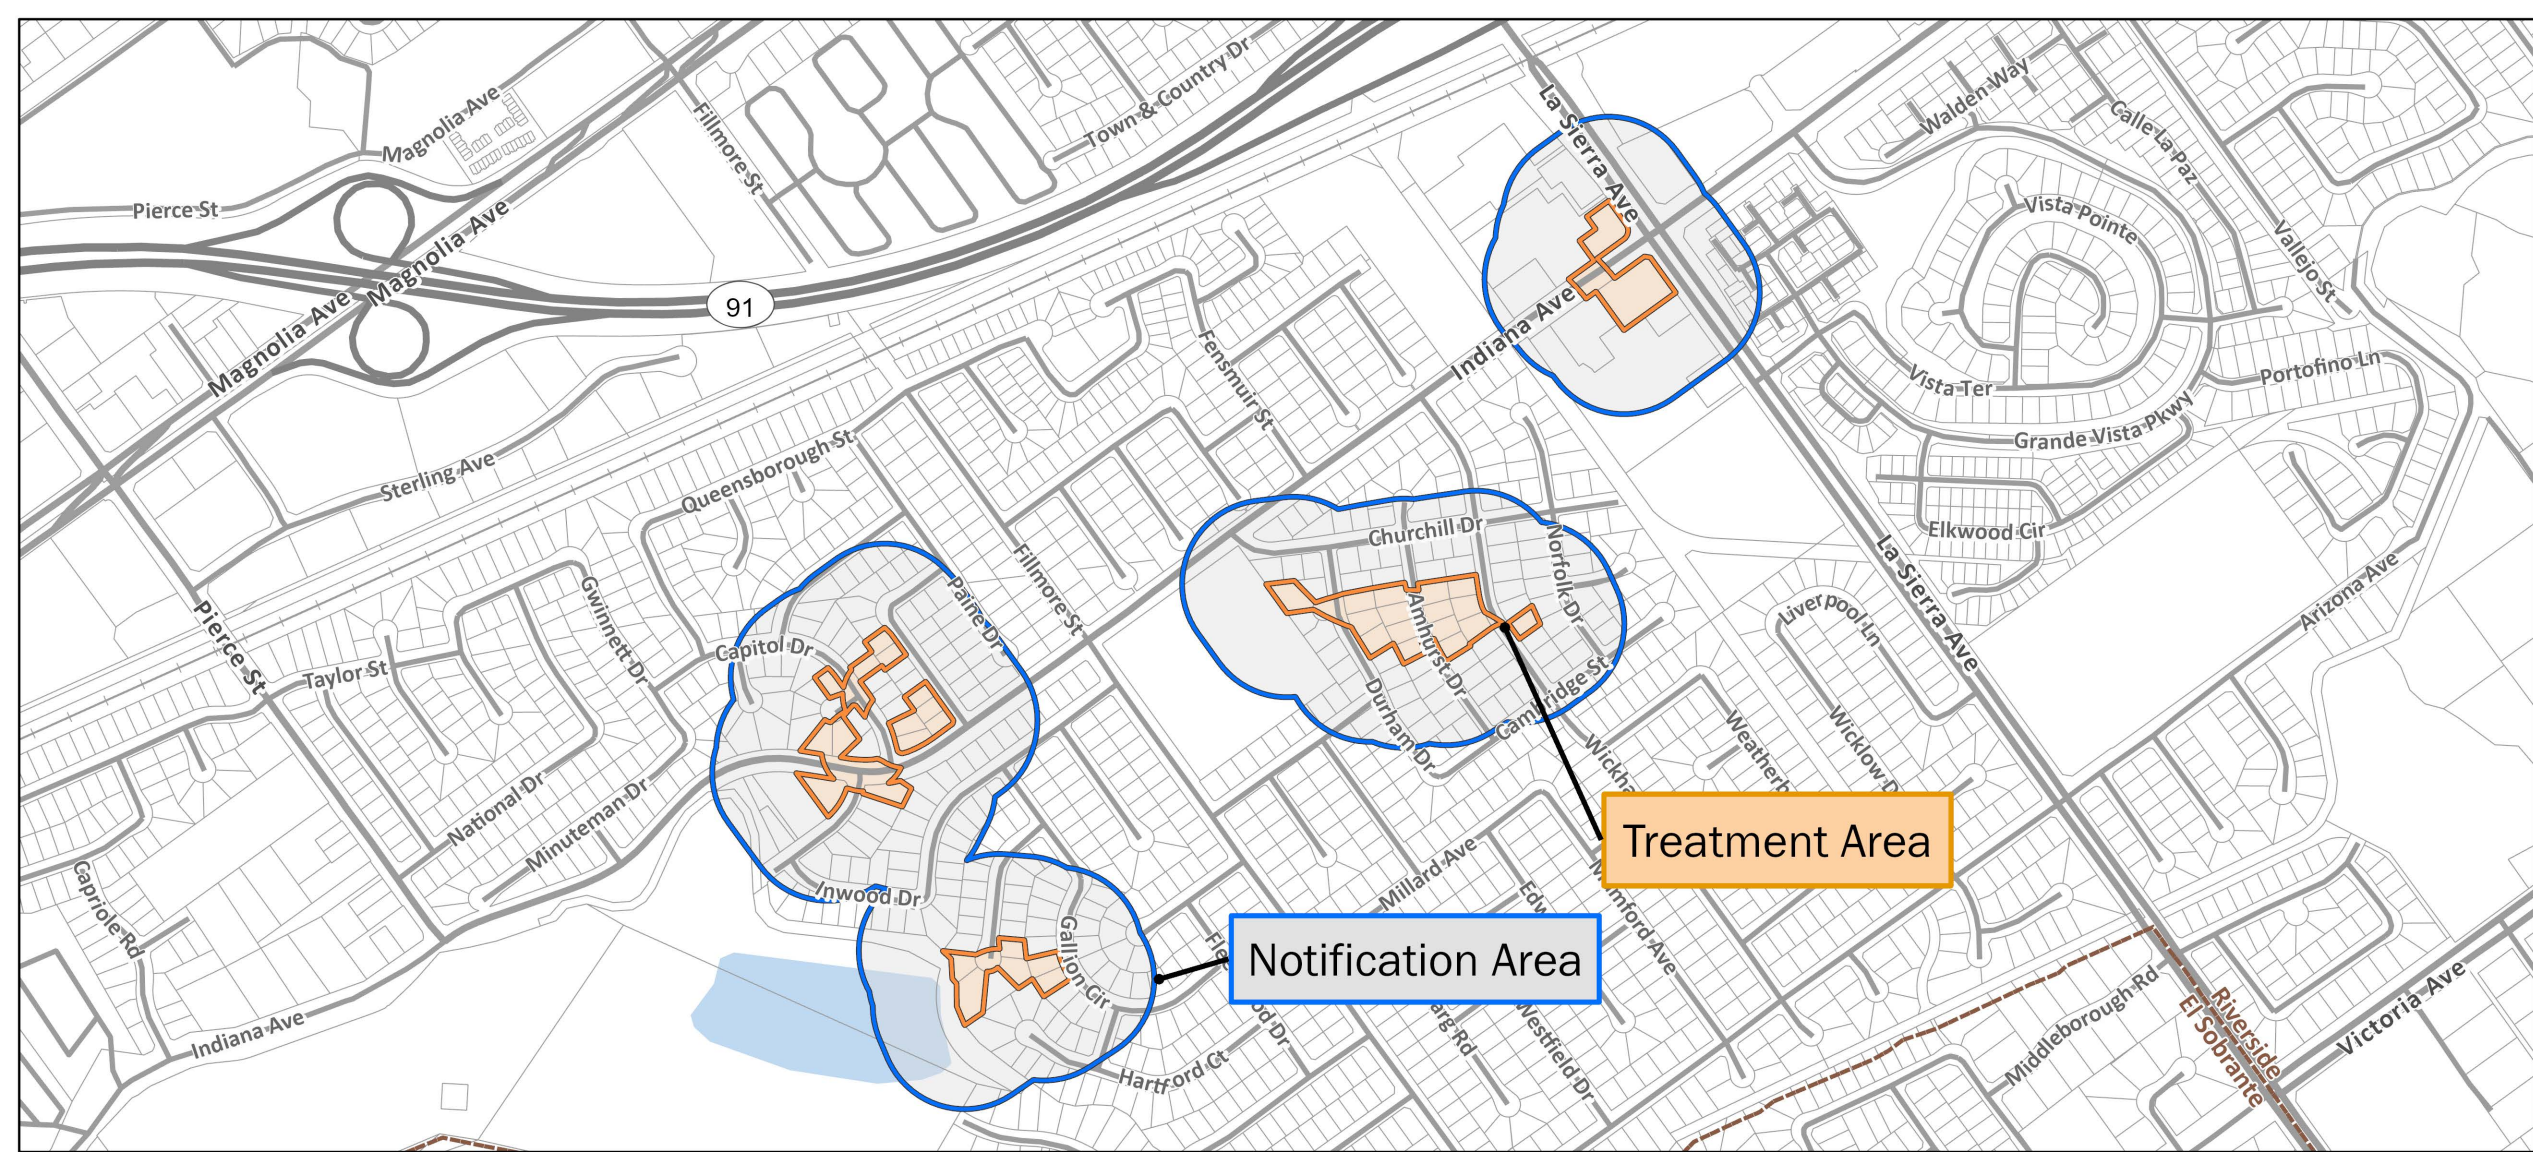 Magnolia Ave
Fillmore St
Town & Country Dr
La Sierra Ave
Walden Way
Calle La Paz
Pierce St
Magnolia Ave
Vista Pointe
Vallejo St
Magnolia Ave
91
Indiana Ave
Fensmuir St
Vista Ter
Portofino Ln
Grande Vista Pkwy
Sterling Ave
Queensborough St
Churchill Dr
Norfolk Dr
Elkwood Cir
La Sierra Ave
Arizona Ave
Fillmore St
Paine Dr
Gwinnett Dr
Pierce St
Capitol Dr
Taylor St
Amhurst Dr
Durham Dr
Cambridge St
Liverpool Ln
Wicklow D
Weatherb
Wickha
National Dr
Minuteman Dr
Treatment Area
Millard Ave
Mumford Ave
Inwood Dr
Capriole Rd
Gallion Cir
Notification Area
Westfield Dr
Hartford Ct
Indiana Ave
Middleborough Rd
Riverside
El Sobrante
Victoria Ave